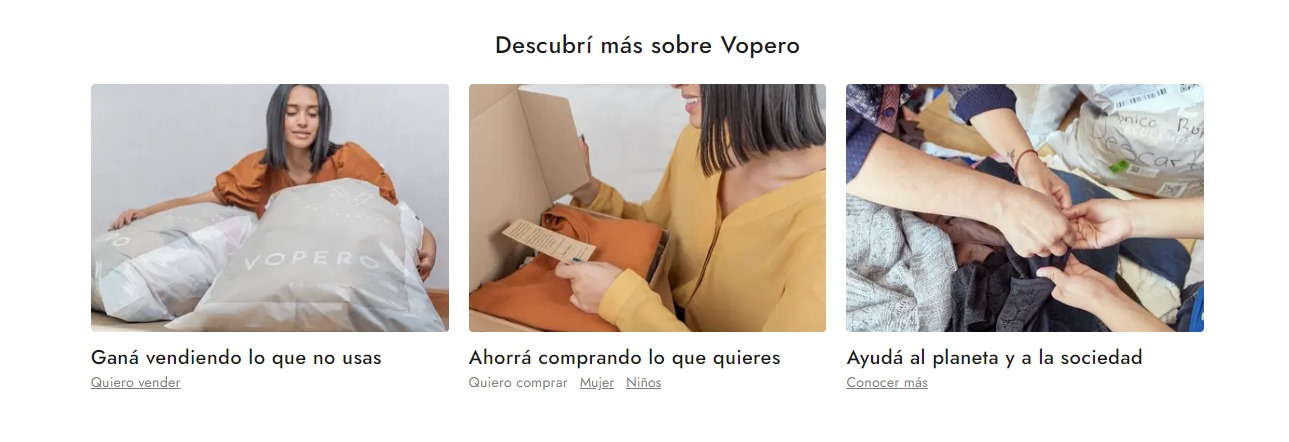 Descubrí más sobre Vopero
VOPERO
Ganá vendiendo lo que no usas
Quiero vender
Ahorrá comprando lo que quieres
Quiero comprar Mujer Niños
Descart
Ayudá al planeta y a la sociedad
Conocer más